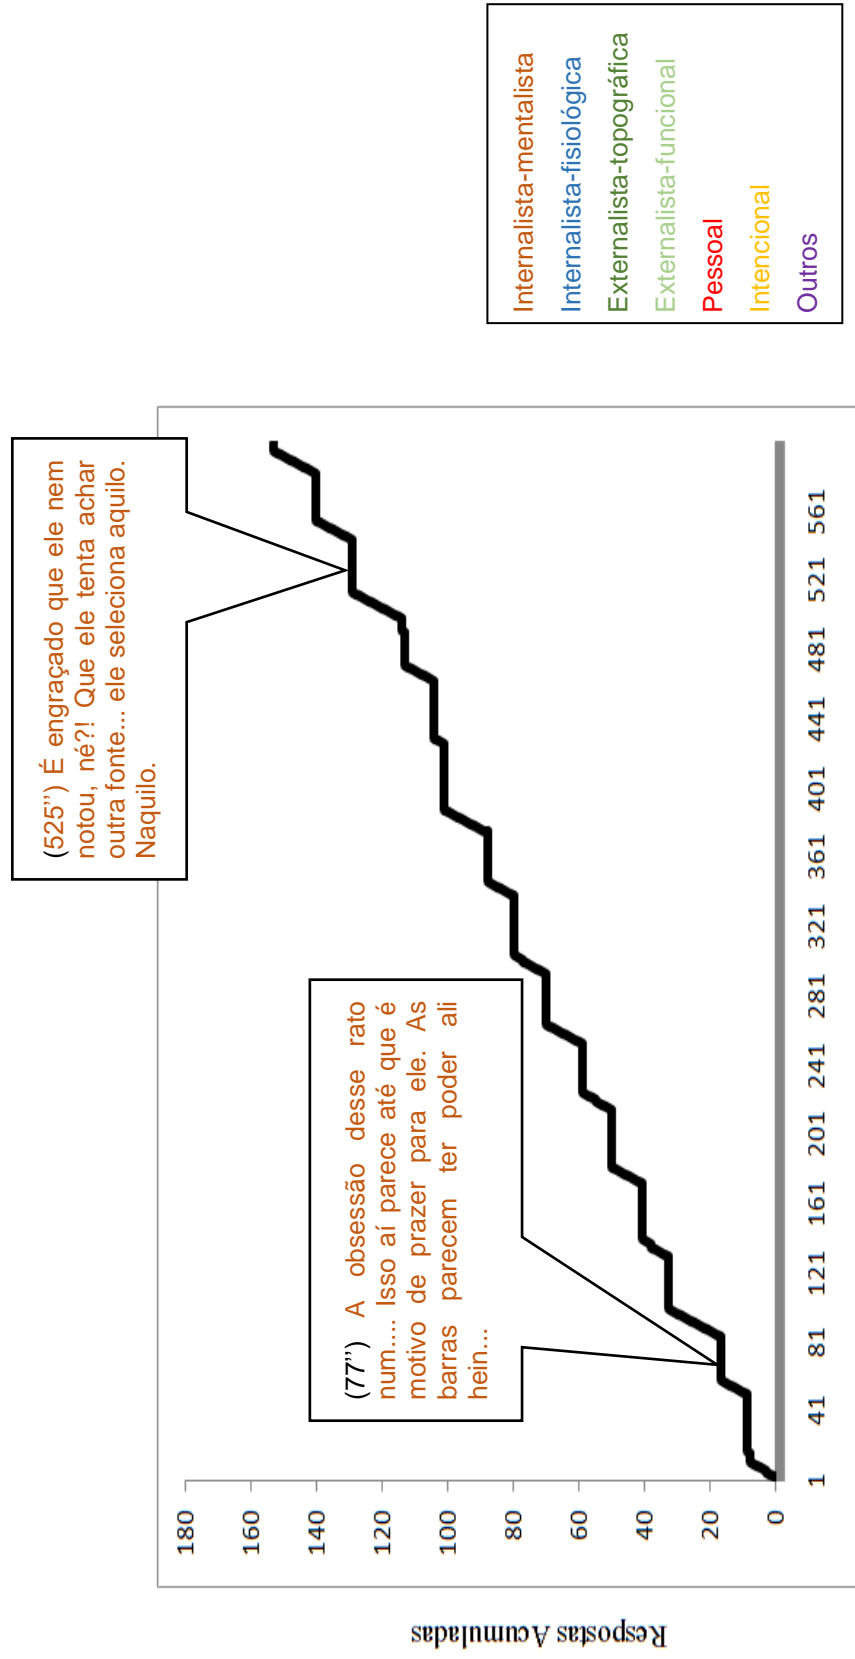 (525”) É engraçado que ele nem
notou, né?! Que ele tenta achar
outra fonte... ele seleciona aquilo.
Naquilo.
(77”) A obsessão desse rato
num.... Isso aí parece até que é
motivo de prazer para ele. As
barras parecem ter poder ali
hein...
Respostas Acumuladas
180
160
140
120
100
80
60
40
20
0
1 41 81 121 161 201 241 281 321 361 401 441 481 521 561
Internalista-mentalista
Internalista-fisiológica
Externalista-topográfica
Externalista-funcional
Pessoal
Intencional
Outros